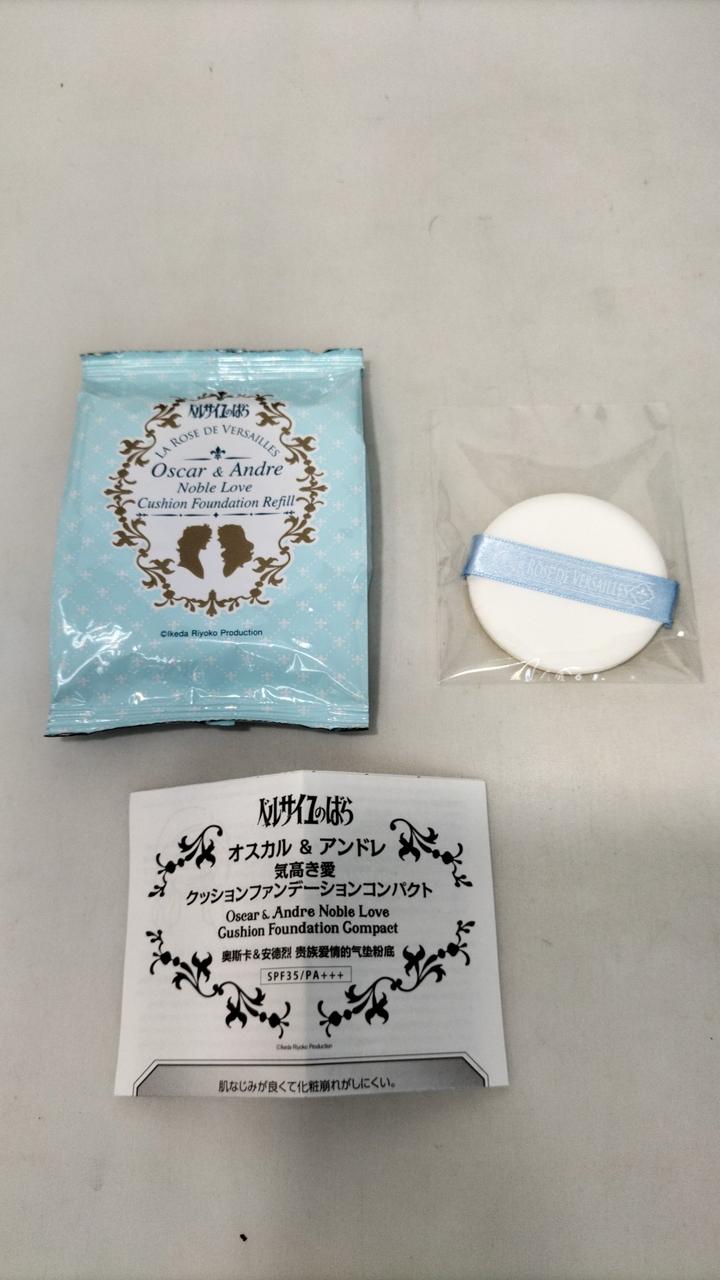 ベルサイユのばら
LA ROSE DE VERSAILLES
Oscar & Andre
Noble Love
Cushion Foundation Refill
©Ikeda Riyoko Production
ROSE DE VERSAILLES
ベルサイユのばら
オスカル & アンドレ
気高き愛
クッションファンデーションコンパクト
Oscar & Andre Noble Love
Cushion Foundation Compact
奥斯卡&安德烈 贵族爱情的气垫粉底
SPF35/PA+++
©Ikeda Riyoko Production
肌なじみが良くて化粧崩れがしにくい。